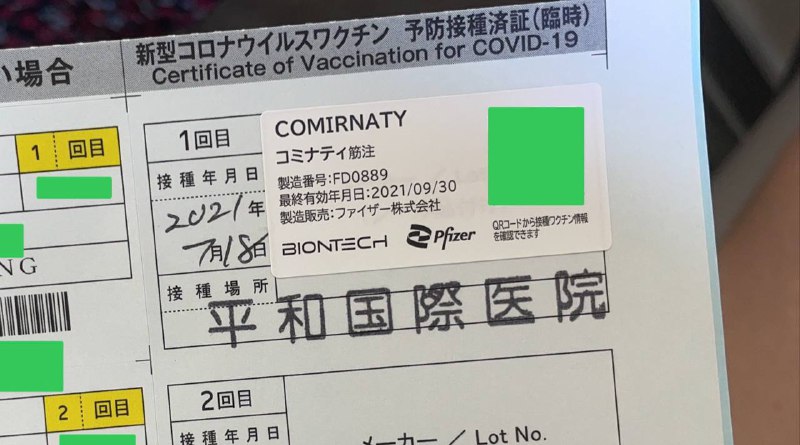 い場合
1 回目
NG
2 回目
新型コロナウイルスワクチン 予防接種済証(臨時)
Certificate of Vaccination for COVID-19
1回目
接種年月日
2021年
7月18日
接種場所
平和国際医院
COMIRNATY
コミナティ筋注
製造番号:FD0889
最終有効年月日:2021/09/30
製造販売:ファイザー株式会社
BIONTECH Pfizer
QRコードから接種ワクチン情報
を確認できます
2回目
接種年月日
メーカー / Lot No.